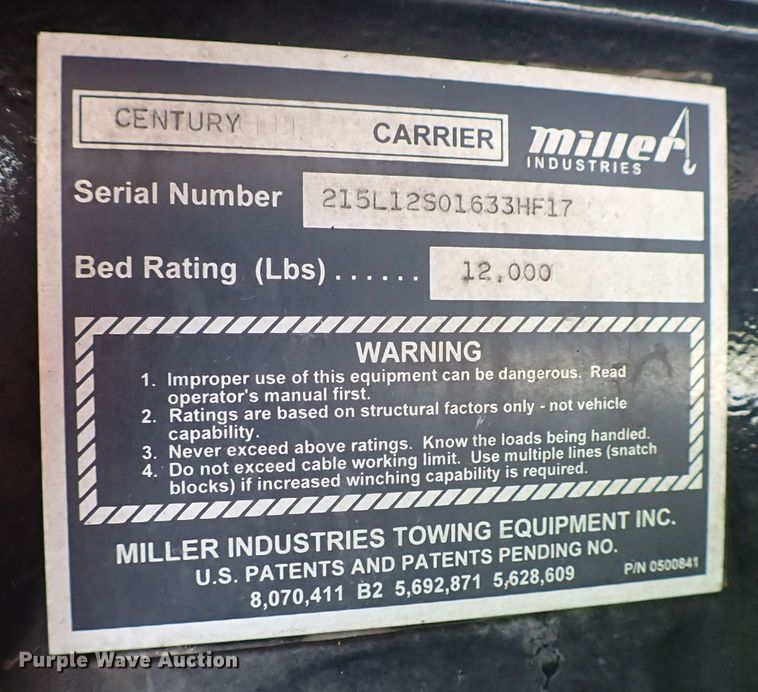 CENTURY CARRIER
miller
INDUSTRIES
Serial Number 215L12S01633HF17
Bed Rating (Lbs) ...... 12,000
WARNING
1. Improper use of this equipment can be dangerous. Read
operator's manual first.
2. Ratings are based on structural factors only - not vehicle
capability.
3. Never exceed above ratings. Know the loads being handled.
4. Do not exceed cable working limit. Use multiple lines (snatch
blocks) if increased winching capability is required.
MILLER INDUSTRIES TOWING EQUIPMENT INC.
U.S. PATENTS AND PATENTS PENDING NO.
8,070,411 B2 5,692,871 5,628,609
P/N 0500841
Purple Wave Auction